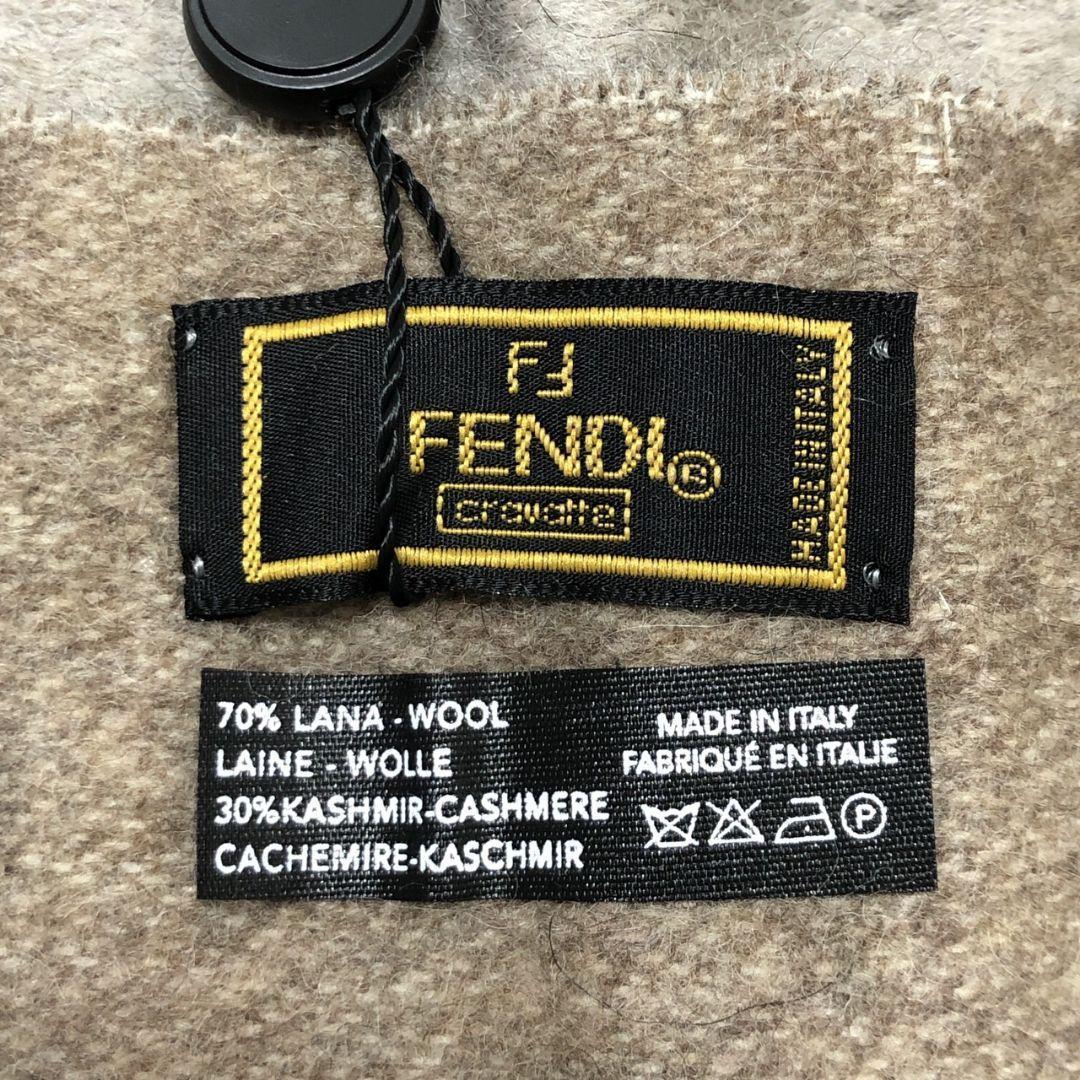 FF
FENDI®
cravatte
MADE IN ITALY
70% LANA - WOOL
LAINE - WOLLE
30%KASHMIR-CASHMERE
CACHEMIRE-KASCHMIR
MADE IN ITALY
FABRIQUÉ EN ITALIE
P